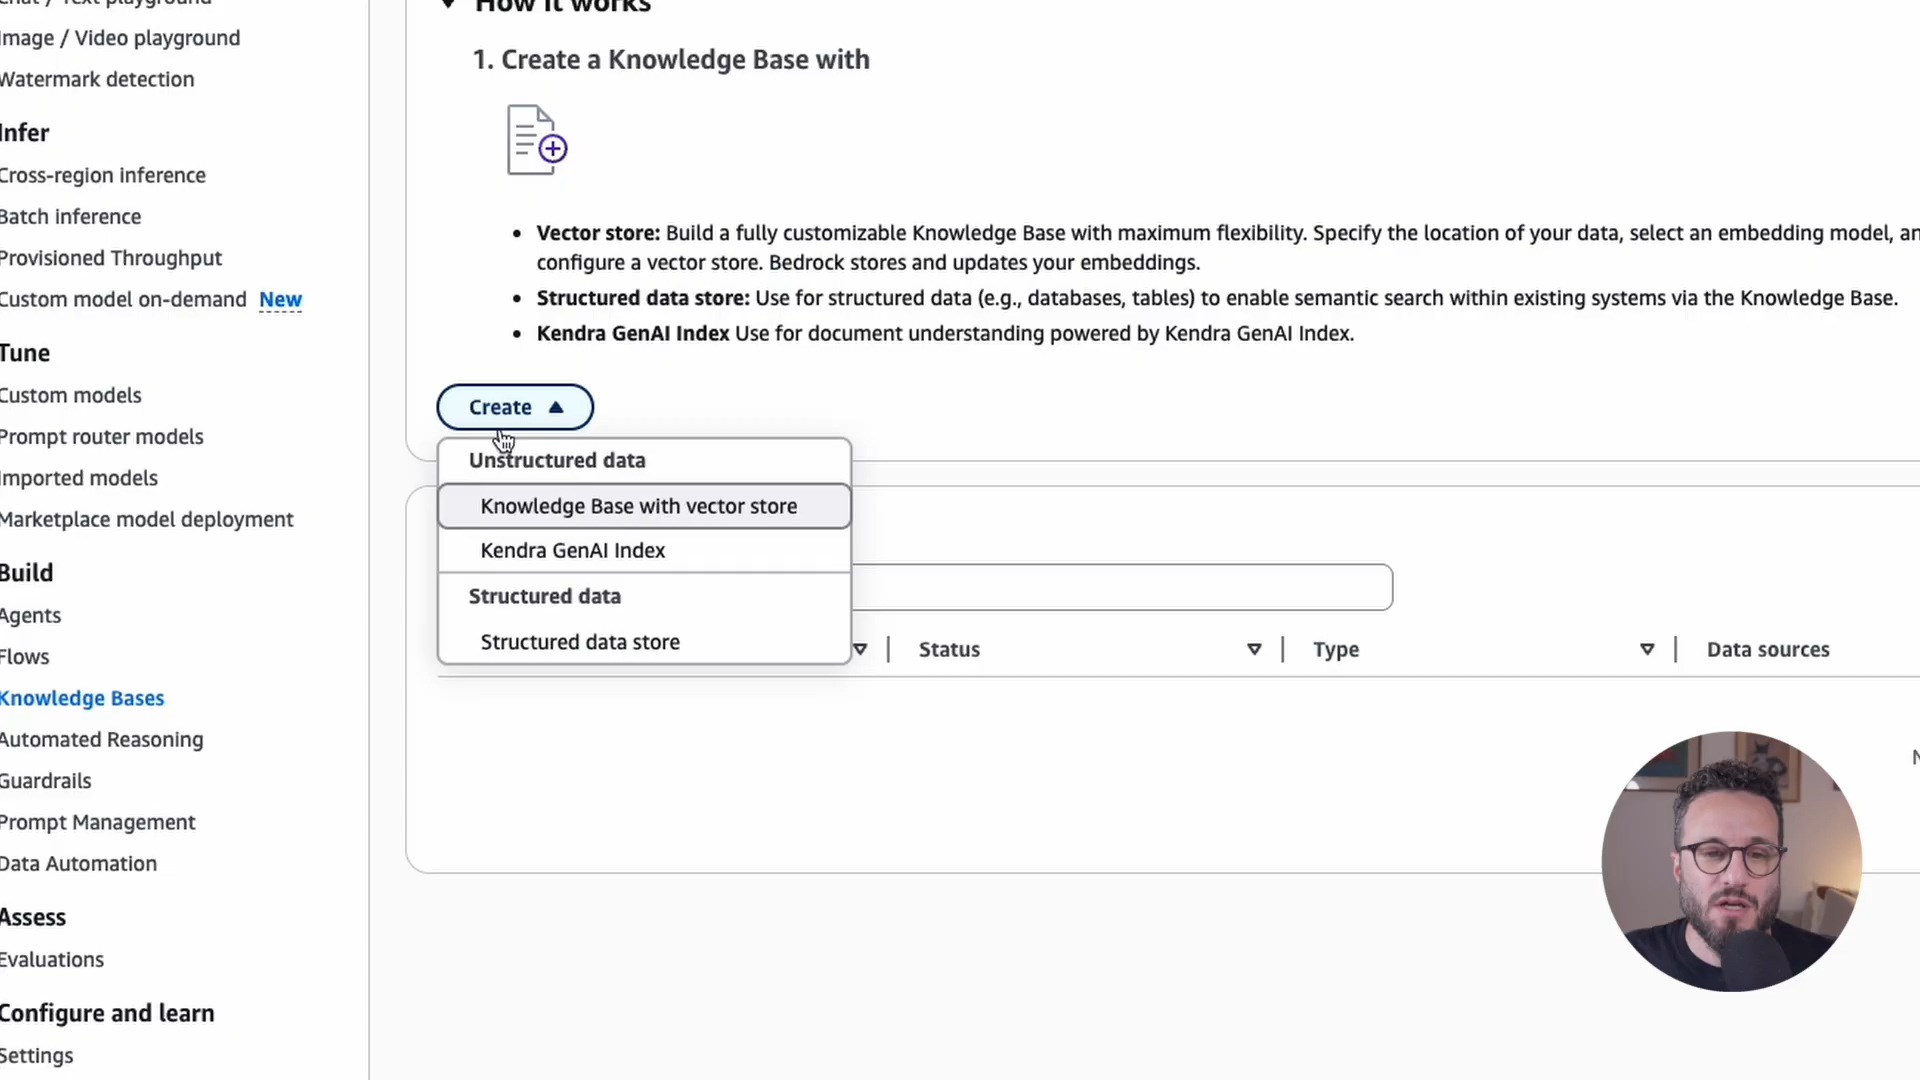 Chat / Text playground
Image / Video playground
Watermark detection
Infer
Cross-region inference
Batch inference
Provisioned Throughput
Custom model on-demand New
Tune
Custom models
Prompt router models
Imported models
Marketplace model deployment
Build
Agents
Flows
Knowledge Bases
Automated Reasoning
Guardrails
Prompt Management
Data Automation
Assess
Evaluations
Configure and learn
Settings
How it works
1. Create a Knowledge Base with
• Vector store: Build a fully customizable Knowledge Base with maximum flexibility. Specify the location of your data, select an embedding model, an
configure a vector store. Bedrock stores and updates your embeddings.
• Structured data store: Use for structured data (e.g., databases, tables) to enable semantic search within existing systems via the Knowledge Base.
• Kendra GenAI Index Use for document understanding powered by Kendra GenAI Index.
Create
Unstructured data
Knowledge Base with vector store
Kendra GenAI Index
Structured data
Structured data store
Status
Type
Data sources